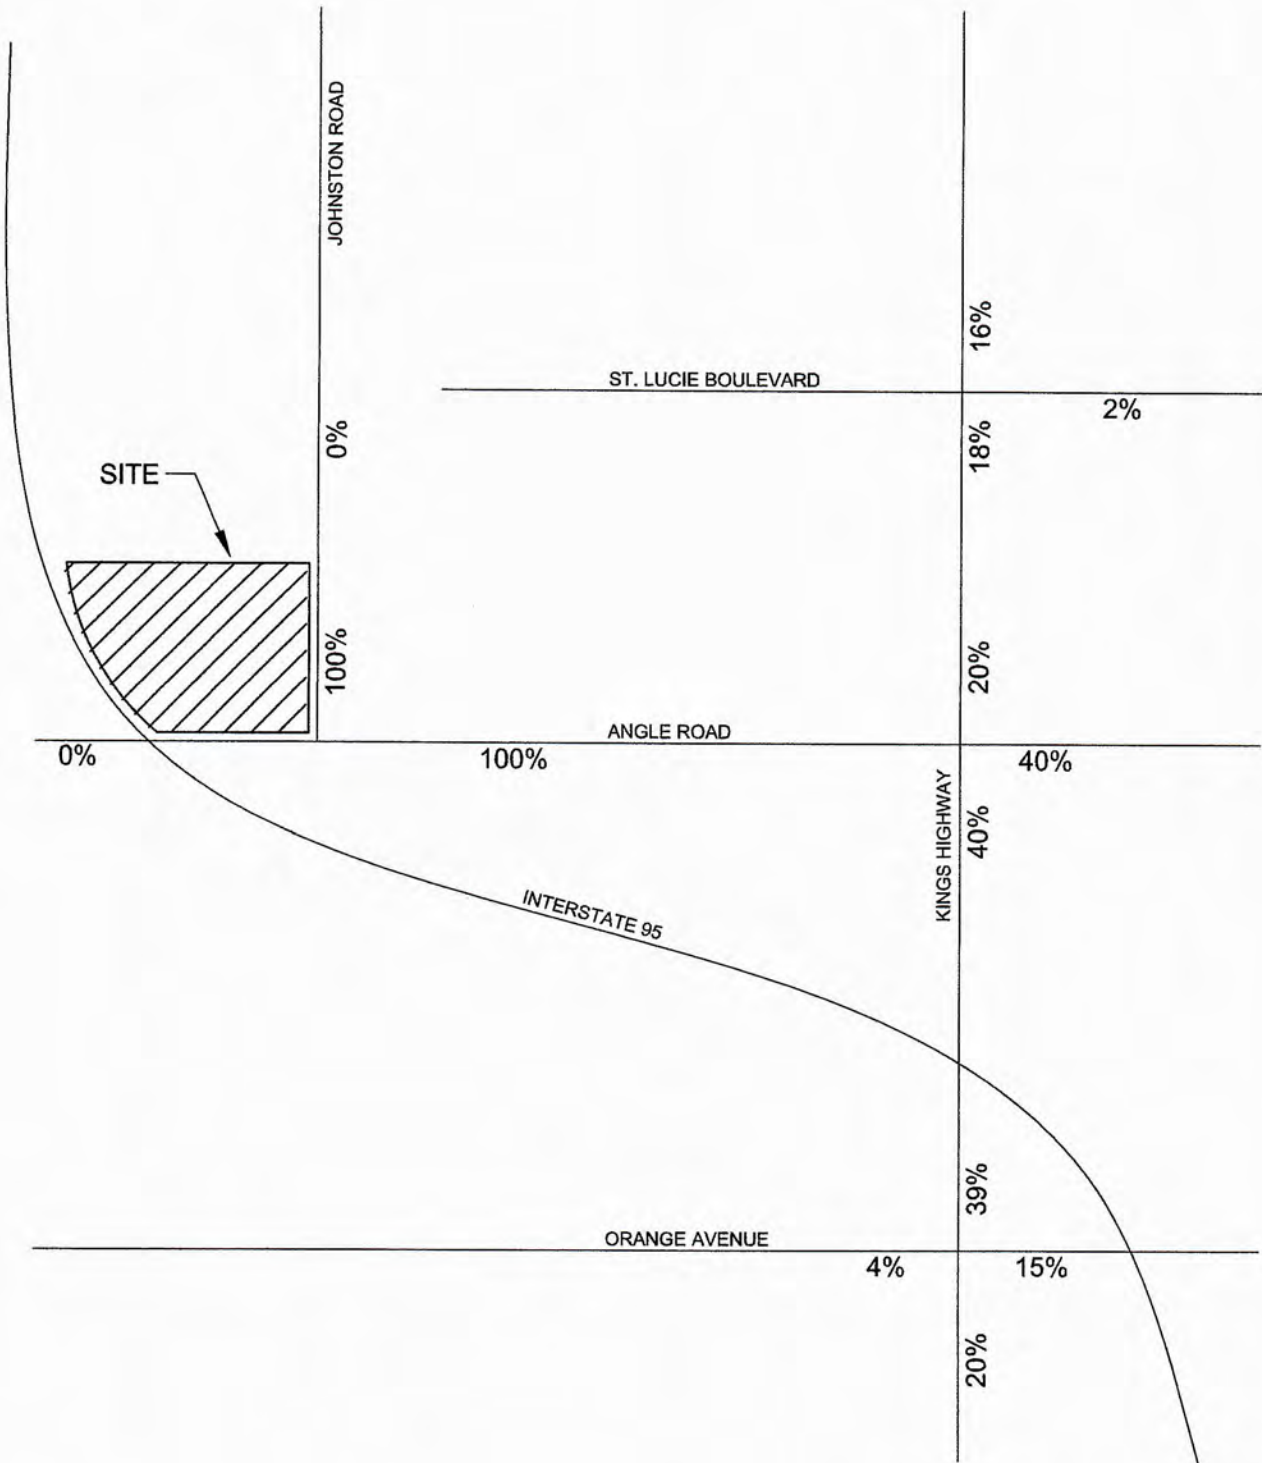 JOHNSTON ROAD
16%
ST. LUCIE BOULEVARD
2%
0%
18%
SITE
100%
20%
ANGLE ROAD
0%
100%
40%
KINGS HIGHWAY
40%
INTERSTATE 95
39%
ORANGE AVENUE
4%
15%
20%